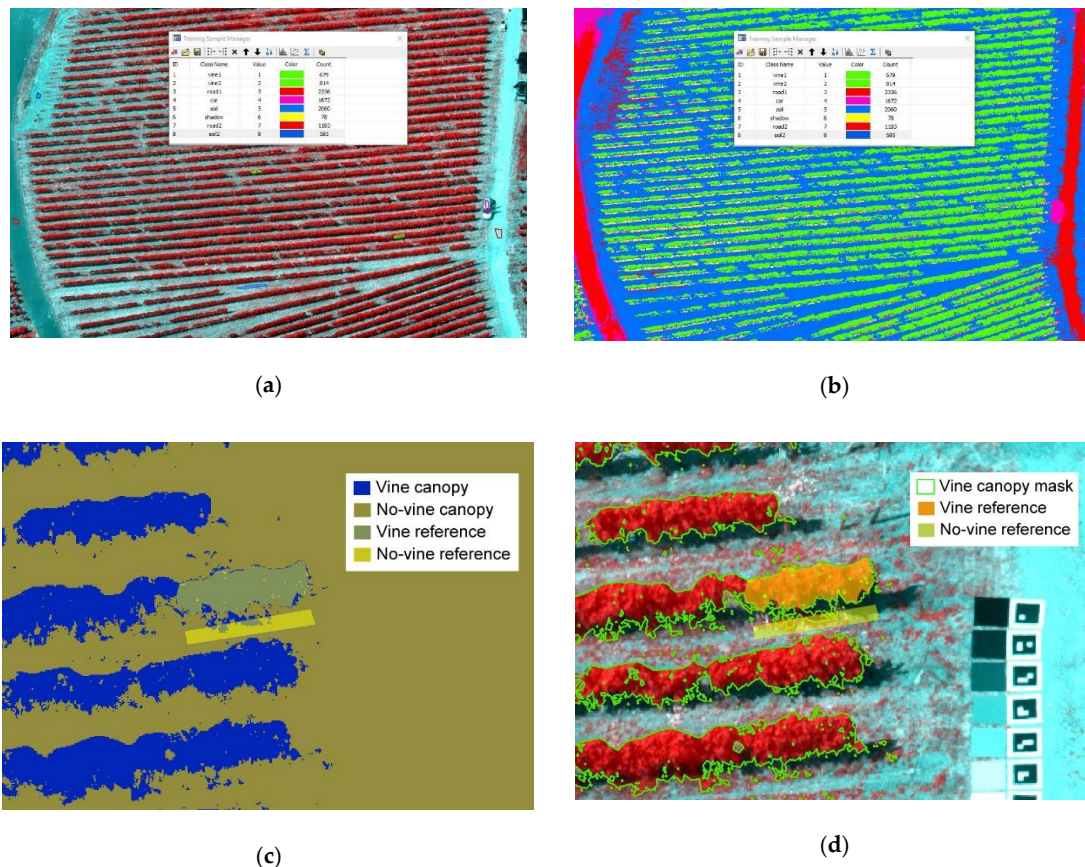 Training Sample Manager
ID Class Name Value Color Count
1 vine1 1 679
2 vine2 2 814
3 road1 3 2336
4 car 4 1672
5 soil 5 2060
6 shadow 6 78
7 road2 7 1183
8 soil2 8 585
(a)
Training Sample Manager
ID Class Name Value Color Count
1 vine1 1 679
2 vine2 2 814
3 road1 3 2336
4 car 4 1672
5 soil 5 2060
6 shadow 6 78
7 road2 7 1183
8 soil2 8 585
(b)
Vine canopy
No-vine canopy
Vine reference
No-vine reference
(c)
Vine canopy mask
Vine reference
No-vine reference
(d)